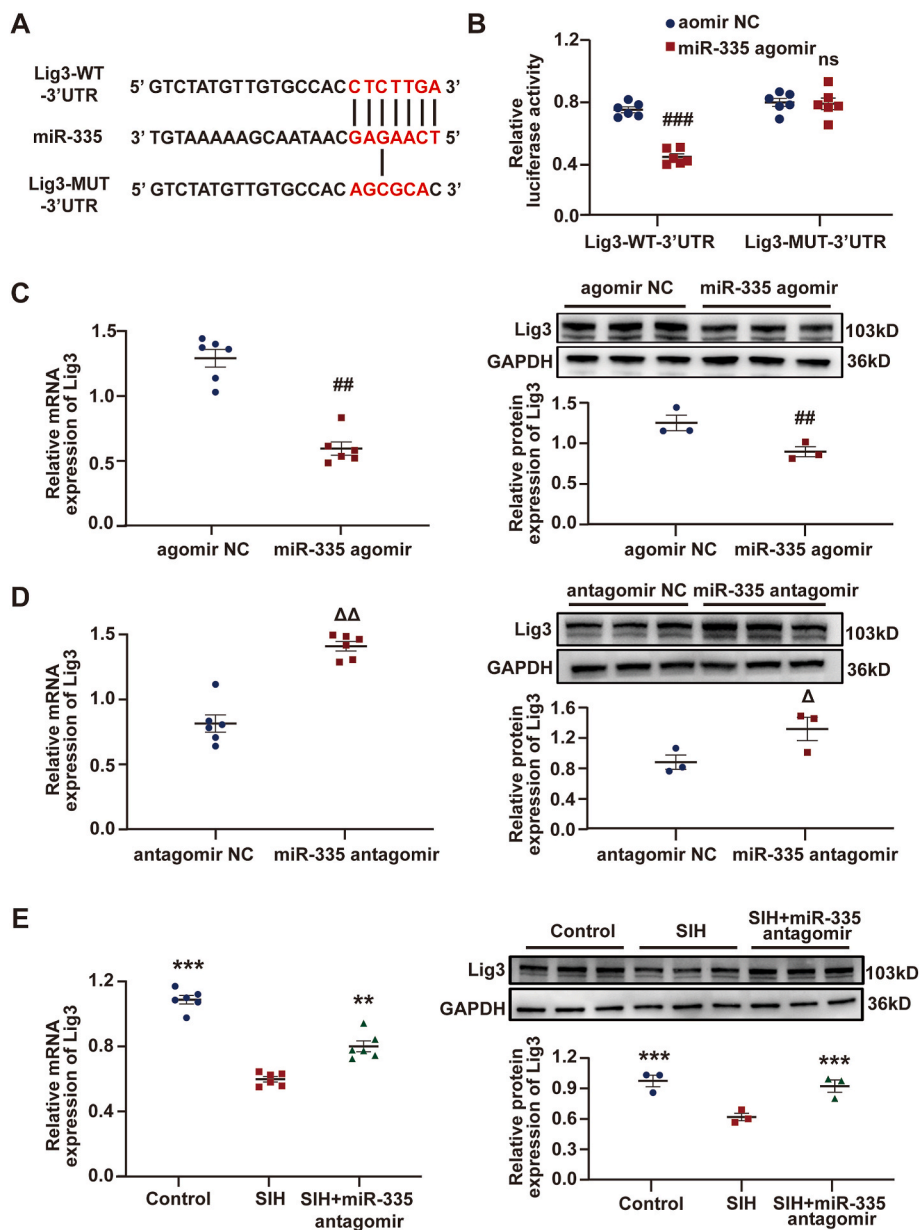 A
Lig3-WT
-3'UTR
5' GTCTATGTTGTGCCACCTCTTGA 3'
miR-335
3' TGTAAAAAGCAATAACGAGAACT 5'
Lig3-MUT
-3'UTR
5' GTCTATGTTGTGCCACAGCGCAC 3'
B
aomir NC
miR-335 agomir
Relative
luciferase activity
1.2
0.8
0.4
0.0
###
ns
Lig3-WT-3'UTR
Lig3-MUT-3'UTR
C
Relative mRNA
expression of Lig3
1.5
1.0
0.5
0.0
##
agomir NC
miR-335 agomir
agomir NC
miR-335 agomir
Lig3
103kD
GAPDH
36kD
Relative protein
expression of Lig3
1.5
1.0
0.5
0.0
##
agomir NC
miR-335 agomir
D
Relative mRNA
expression of Lig3
1.5
1.0
0.5
0.0
ΔΔ
antagomir NC
miR-335 antagomir
antagomir NC
miR-335 antagomir
Lig3
103kD
GAPDH
36kD
Relative protein
expression of Lig3
1.6
1.2
0.8
0.4
0.0
Δ
antagomir NC
miR-335 antagomir
E
Relative mRNA
expression of Lig3
1.2
0.8
0.4
0.0
***
**
Control
SIH
SIH+miR-335
antagomir
Control
SIH
SIH+miR-335
antagomir
Lig3
103kD
GAPDH
36kD
Relative protein
expression of Lig3
1.2
0.9
0.6
0.3
0.0
***
***
Control
SIH
SIH+miR-335
antagomir